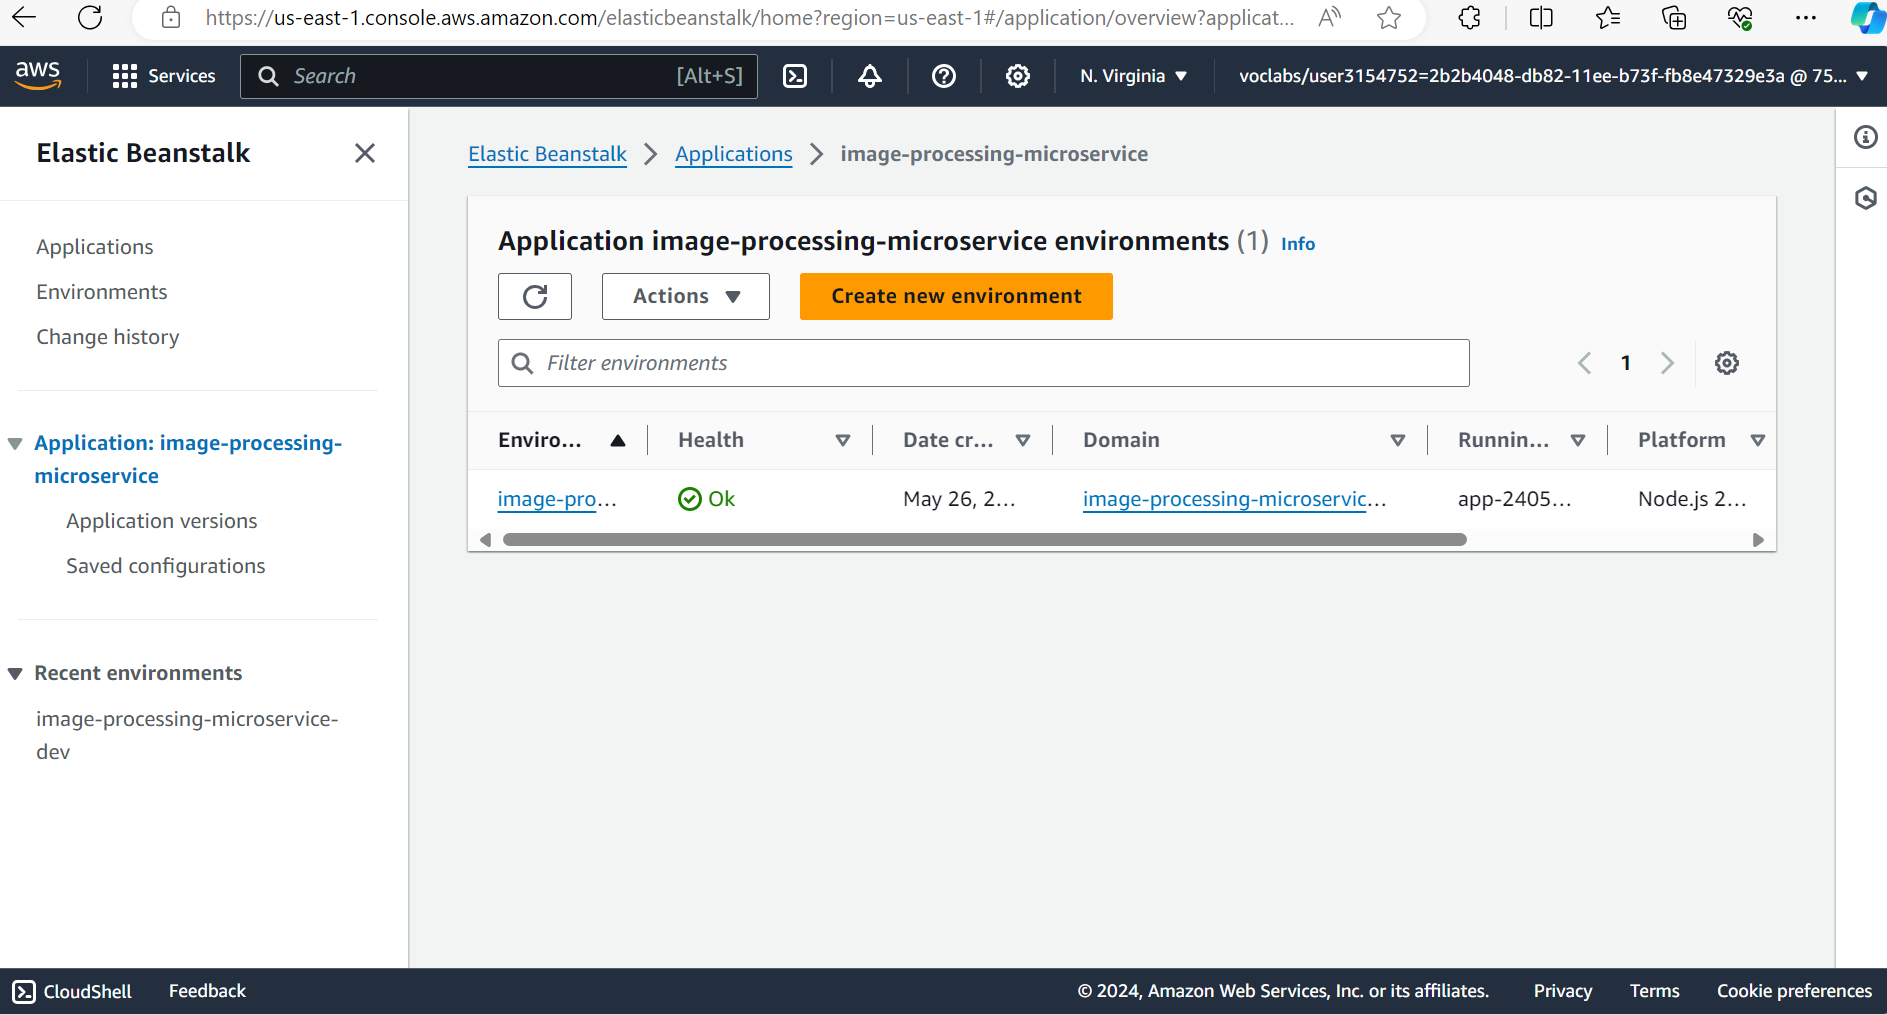 https://us-east-1.console.aws.amazon.com/elasticbeanstalk/home?region=us-east-1#/application/overview?applicat...
aws Services Search [Alt+S] N. Virginia voclabs/user3154752=2b2b4048-db82-11ee-b73f-fb8e47329e3a @ 75...
Elastic Beanstalk
Applications
Environments
Change history
Application: image-processing-
microservice
Application versions
Saved configurations
Recent environments
image-processing-microservice-
dev
Elastic Beanstalk Applications image-processing-microservice
Application image-processing-microservice environments (1) Info
Actions Create new environment
Filter environments 1
Enviro... Health Date cr... Domain Runnin... Platform
image-pro... Ok May 26, 2... image-processing-microservic... app-2405... Node.js 2...
CloudShell Feedback © 2024, Amazon Web Services, Inc. or its affiliates. Privacy Terms Cookie preferences